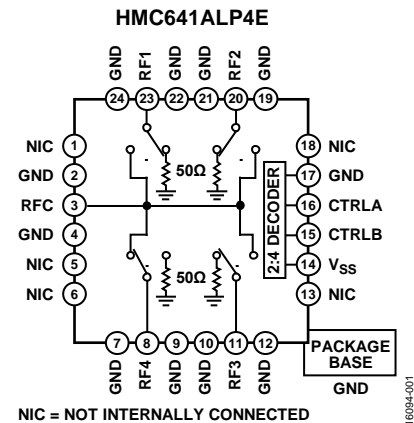 HMC641ALP4E
GND RF1 GND GND RF2 GND
24 23 22 21 20 19
NIC 1
GND 2
RFC 3
GND 4
NIC 5
NIC 6
50Ω
50Ω
2:4 DECODER
18 NIC
17 GND
16 CTRLA
15 CTRLB
14 VSS
13 NIC
7 8 9 10 11 12
GND RF4 GND GND RF3 GND
PACKAGE
BASE
GND
NIC = NOT INTERNALLY CONNECTED
16094-001